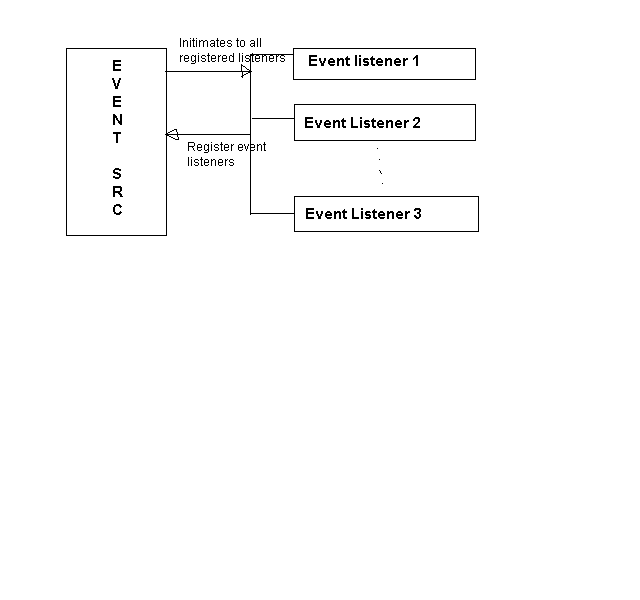 Initimates to all
registered listeners
E
V
E
N
T
S
R
C
Register event
listeners
Event listener 1
Event Listener 2
Event Listener 3